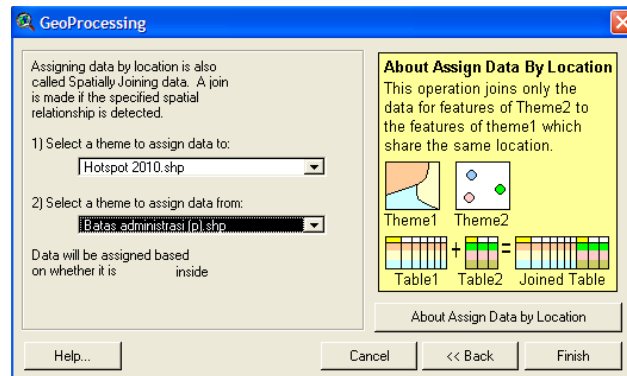 GeoProcessing
Assigning data by location is also
called Spatially Joining data. A join
is made if the specified spatial
relationship is detected.
1) Select a theme to assign data to:
Hotspot 2010.shp
2) Select a theme to assign data from:
Batas administrasi (p).shp
Data will be assigned based
on whether it is inside
About Assign Data By Location
This operation joins only the
data for features of Theme2 to
the features of theme1 which
share the same location.
Theme1 Theme2
+ =
Table1 Table2 Joined Table
About Assign Data by Location
Help... Cancel << Back Finish